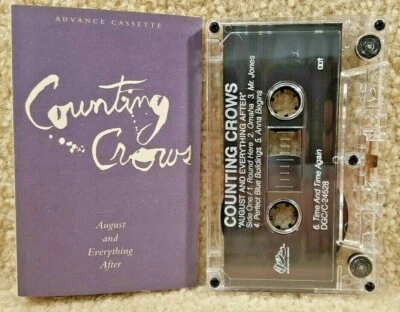 ADVANCE CASSETTE
Counting
Crows
August
and
Everything
After
COUNTING CROWS
"AUGUST AND EVERYTHING AFTER"
Side One / 1. Round Here 2. Omaha 3. Mr. Jones
4. Perfect Blue Buildings 5. Anna Begins
6. Time And Time Again
DGC/C-24528